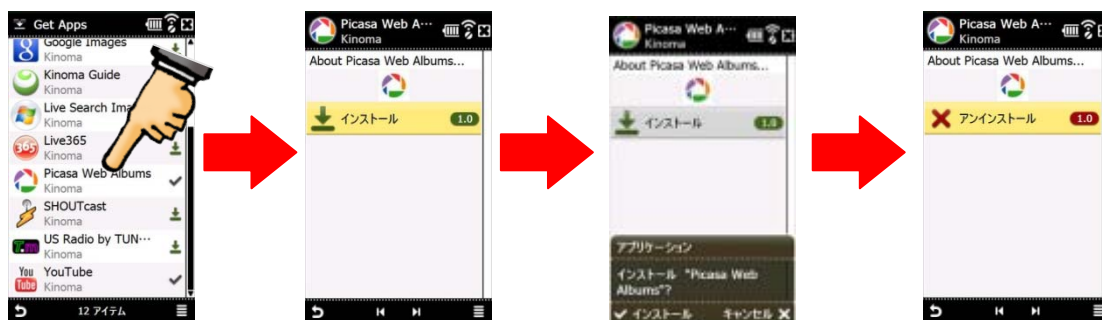 Get Apps
Google Images
Kinoma
Kinoma Guide
Kinoma
Live Search Ima
Kinoma
365
Live365
Kinoma
Picasa Web Albums
Kinoma
SHOUTcast
Kinoma
US Radio by TUN…
Kinoma
You Tube
YouTube
Kinoma
12 アイテム
Picasa Web A…
Kinoma
About Picasa Web Albums...
インストール 1.0
Picasa Web A…
Kinoma
About Picasa Web Albums...
インストール 1.0
アプリケーション
インストール "Picasa Web
Albums"?
インストール キャンセル
Picasa Web A…
Kinoma
About Picasa Web Albums...
アンインストール 1.0